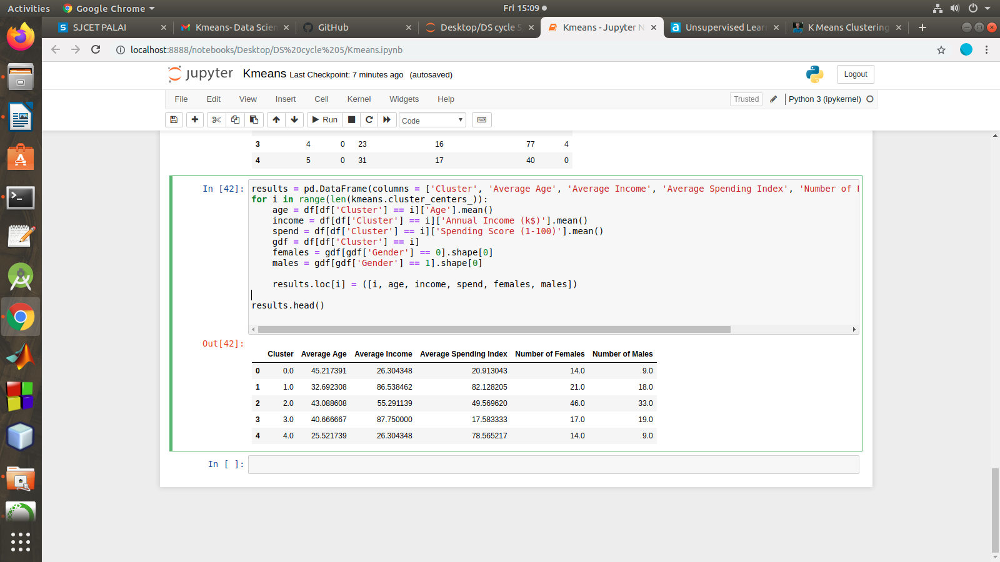 Activities Google Chrome Fri 15:09
SJCET PALAI Kmeans- Data Scien GitHub Desktop/DS cycle 5 Kmeans - Jupyter N Unsupervised Lear K Means Clustering
localhost:8888/notebooks/Desktop/DS%20cycle%205/Kmeans.ipynb
jupyter Kmeans Last Checkpoint: 7 minutes ago (autosaved) Logout
File Edit View Insert Cell Kernel Widgets Help Trusted Python 3 (ipykernel)
Run Code
3 4 0 23 16 77 4
4 5 0 31 17 40 0
In [42]: results = pd.DataFrame(columns = ['Cluster', 'Average Age', 'Average Income', 'Average Spending Index', 'Number of
for i in range(len(kmeans.cluster_centers_)):
age = df[df['Cluster'] == i]['Age'].mean()
income = df[df['Cluster'] == i]['Annual Income (k$)'].mean()
spend = df[df['Cluster'] == i]['Spending Score (1-100)'].mean()
gdf = df[df['Cluster'] == i]
females = gdf[gdf['Gender'] == 0].shape[0]
males = gdf[gdf['Gender'] == 1].shape[0]
results.loc[i] = ([i, age, income, spend, females, males])
results.head()
Out[42]:
Cluster Average Age Average Income Average Spending Index Number of Females Number of Males
0 0.0 45.217391 26.304348 20.913043 14.0 9.0
1 1.0 32.692308 86.538462 82.128205 21.0 18.0
2 2.0 43.088608 55.291139 49.569620 46.0 33.0
3 3.0 40.666667 87.750000 17.583333 17.0 19.0
4 4.0 25.521739 26.304348 78.565217 14.0 9.0
In [ ]: